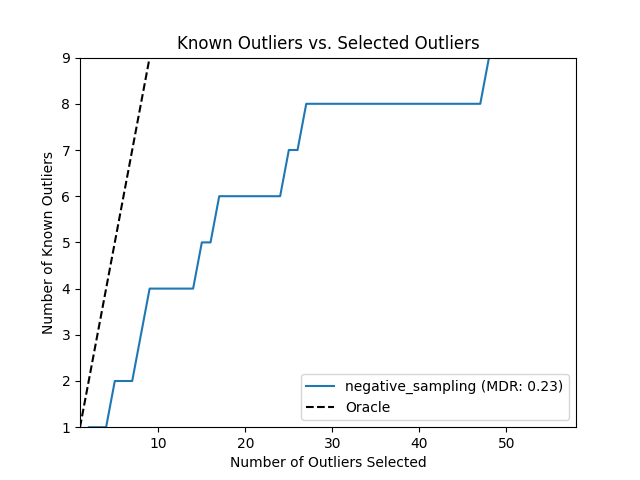 Known Outliers vs. Selected Outliers
9
8
7
6
5
4
3
2
1
Number of Known Outliers
negative_sampling (MDR: 0.23)
Oracle
10 20 30 40 50
Number of Outliers Selected